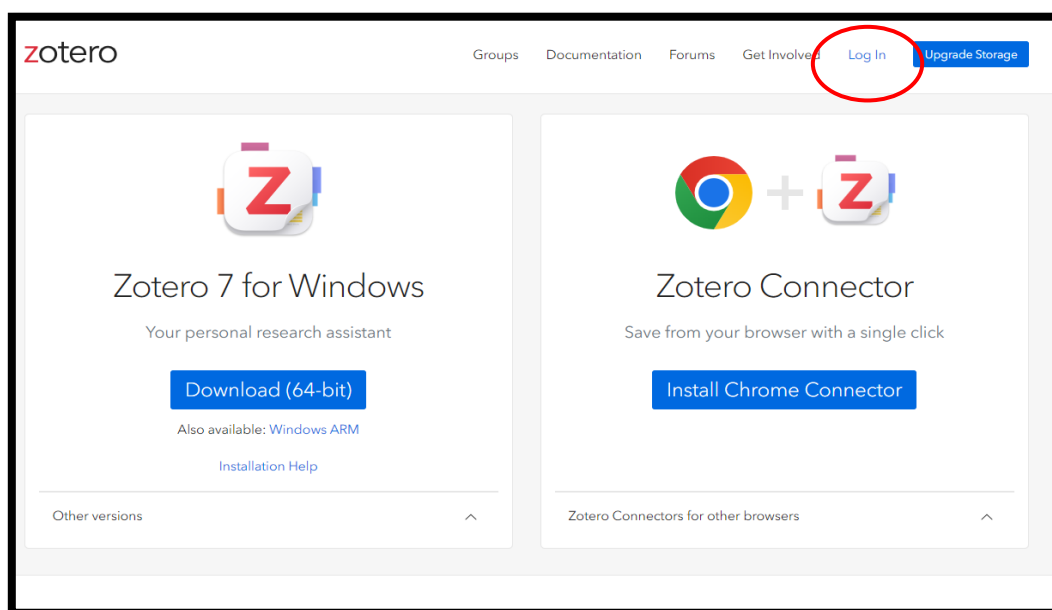 zotero
Groups Documentation Forums Get Involved Log In Upgrade Storage
Z
Zotero 7 for Windows
Your personal research assistant
Download (64-bit)
Also available: Windows ARM
Installation Help
Other versions
+ Z
Zotero Connector
Save from your browser with a single click
Install Chrome Connector
Zotero Connectors for other browsers